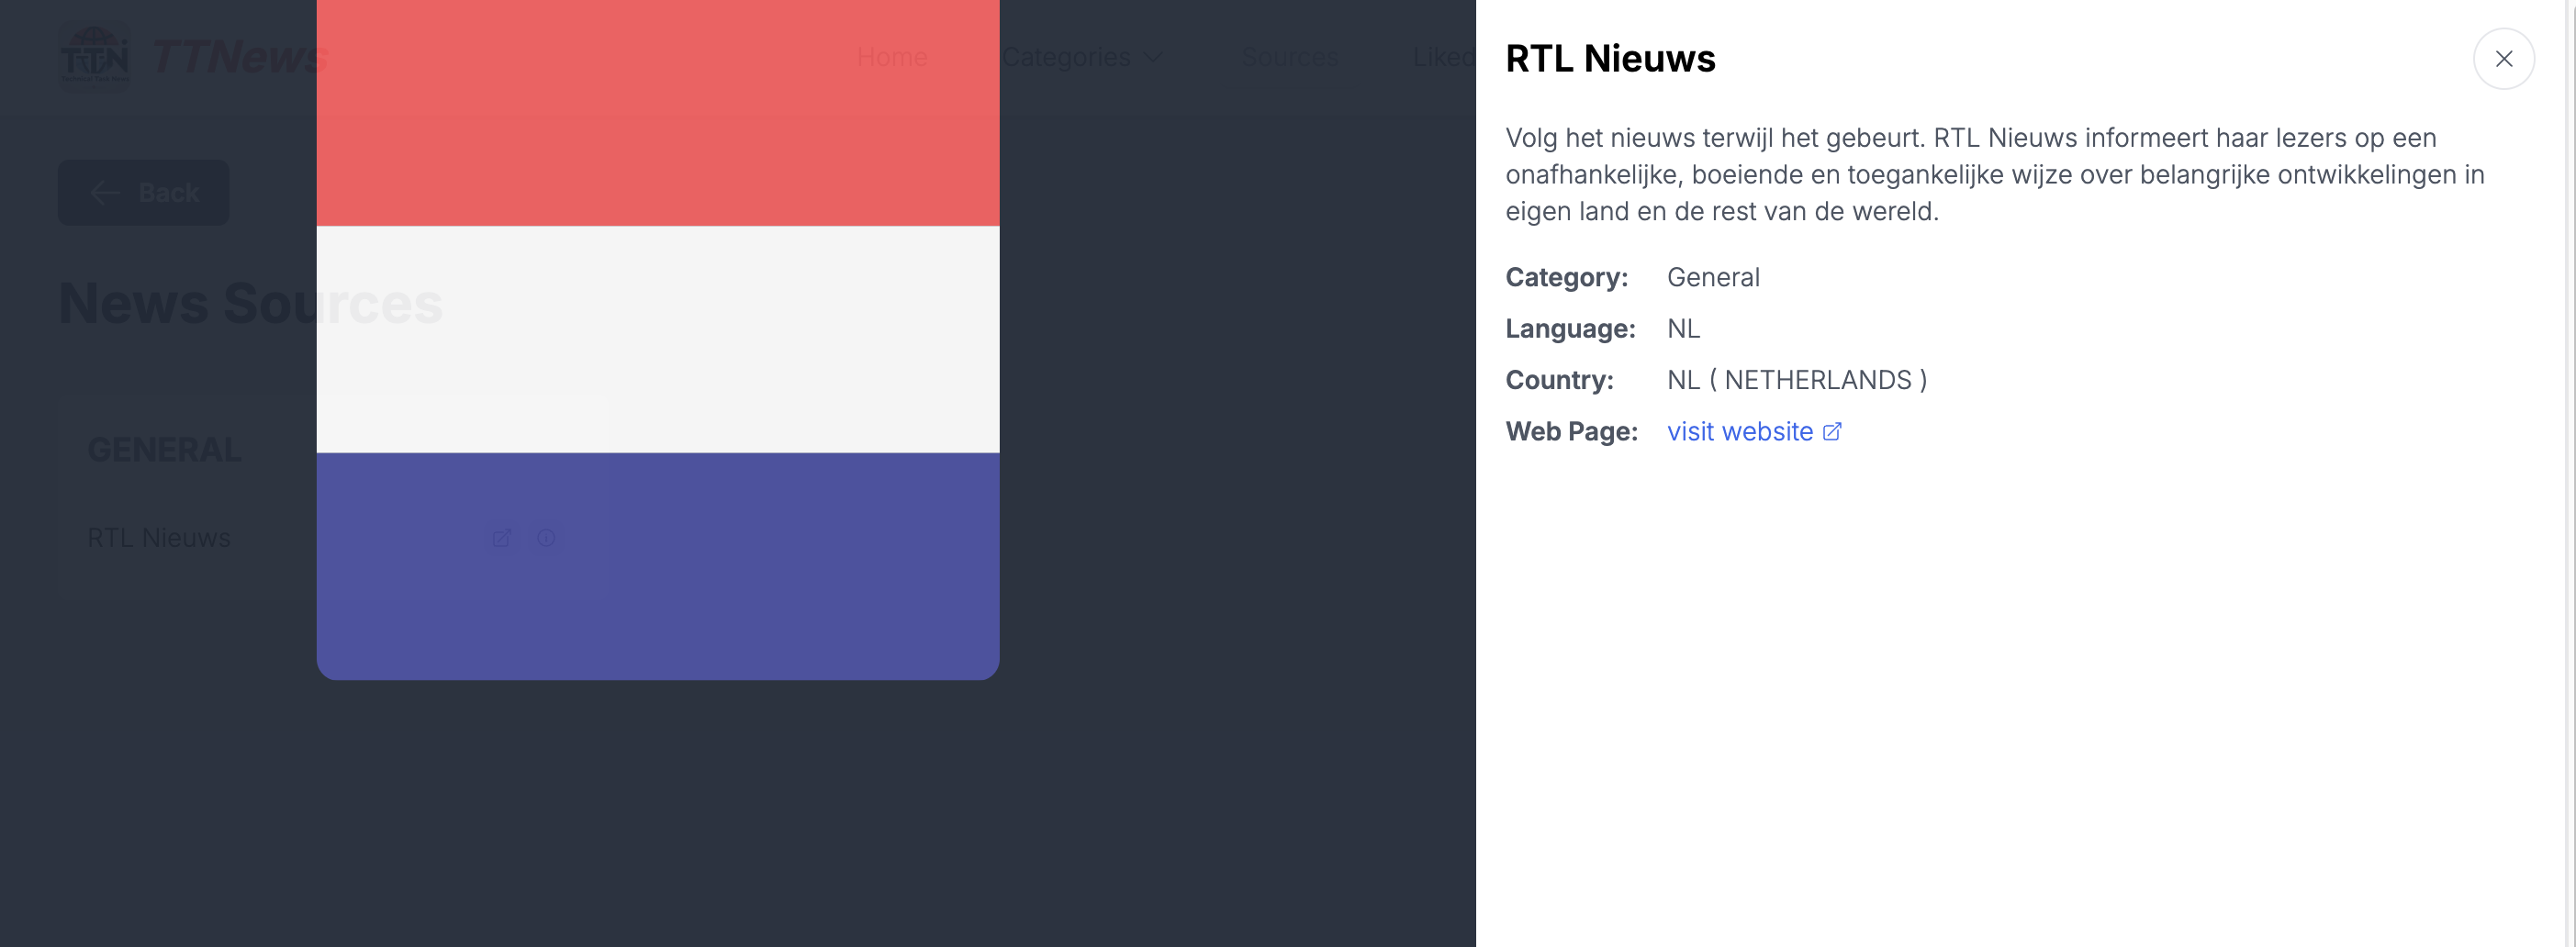 TTN TTNews
Home Categories Sources Liked
Back
News Sources
GENERAL
RTL Nieuws
RTL Nieuws
Volg het nieuws terwijl het gebeurt. RTL Nieuws informeert haar lezers op een
onafhankelijke, boeiende en toegankelijke wijze over belangrijke ontwikkelingen in
eigen land en de rest van de wereld.
Category: General
Language: NL
Country: NL ( NETHERLANDS )
Web Page: visit website